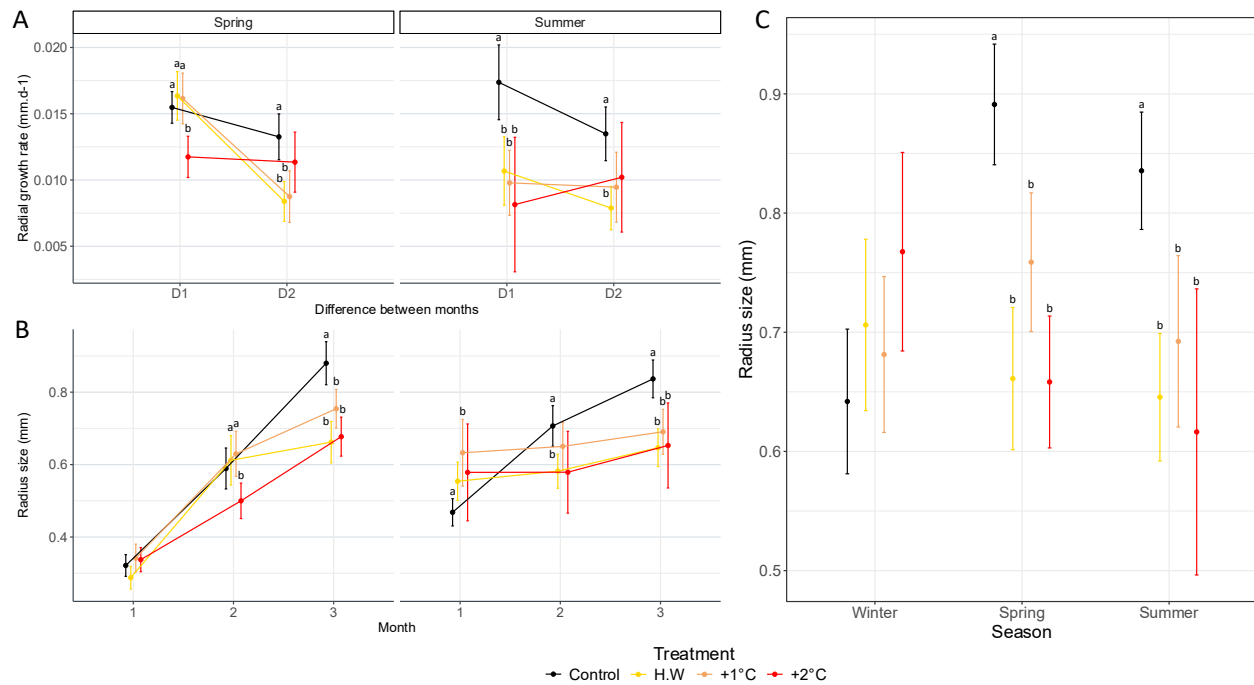 A
Spring
Summer
Radial growth rate (mm.d-1)
0.020
0.015
0.010
0.005
a
a a
b
a
b
b
a
b b
b
a
b
D1
D2
D1
D2
Difference between months
B
Radius size (mm)
0.8
0.6
0.4
a a
b
a
b
b
b
a
b
a
b
a
b
b b
1
2
3
1
2
3
Month
C
Radius size (mm)
0.9
0.8
0.7
0.6
0.5
a
b
b
b
a
b
b
b
Winter
Spring
Summer
Season
Treatment
Control
H.W
+1°C
+2°C